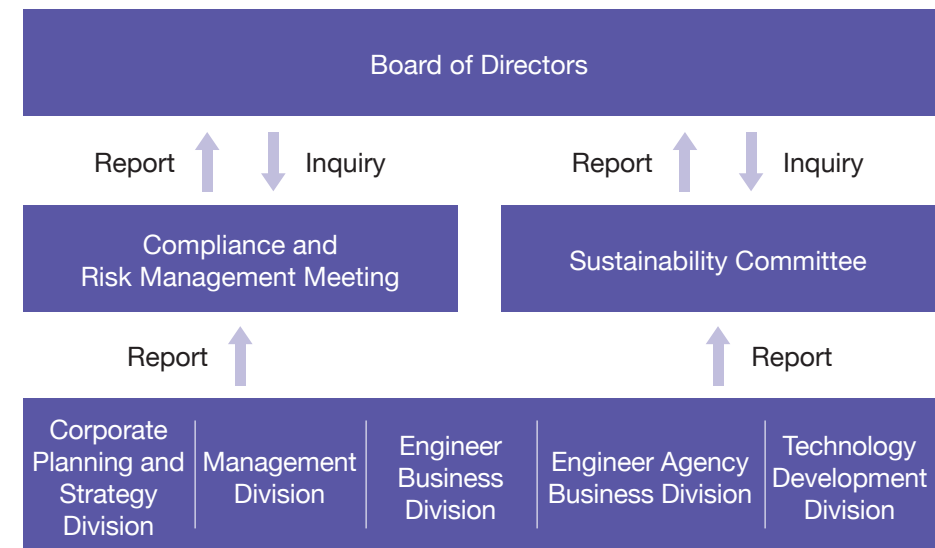 Board of Directors
Report
Inquiry
Report
Inquiry
Compliance and
Risk Management Meeting
Sustainability Committee
Report
Report
Corporate
Planning and
Strategy
Division
Management
Division
Engineer
Business
Division
Engineer Agency
Business Division
Technology
Development
Division